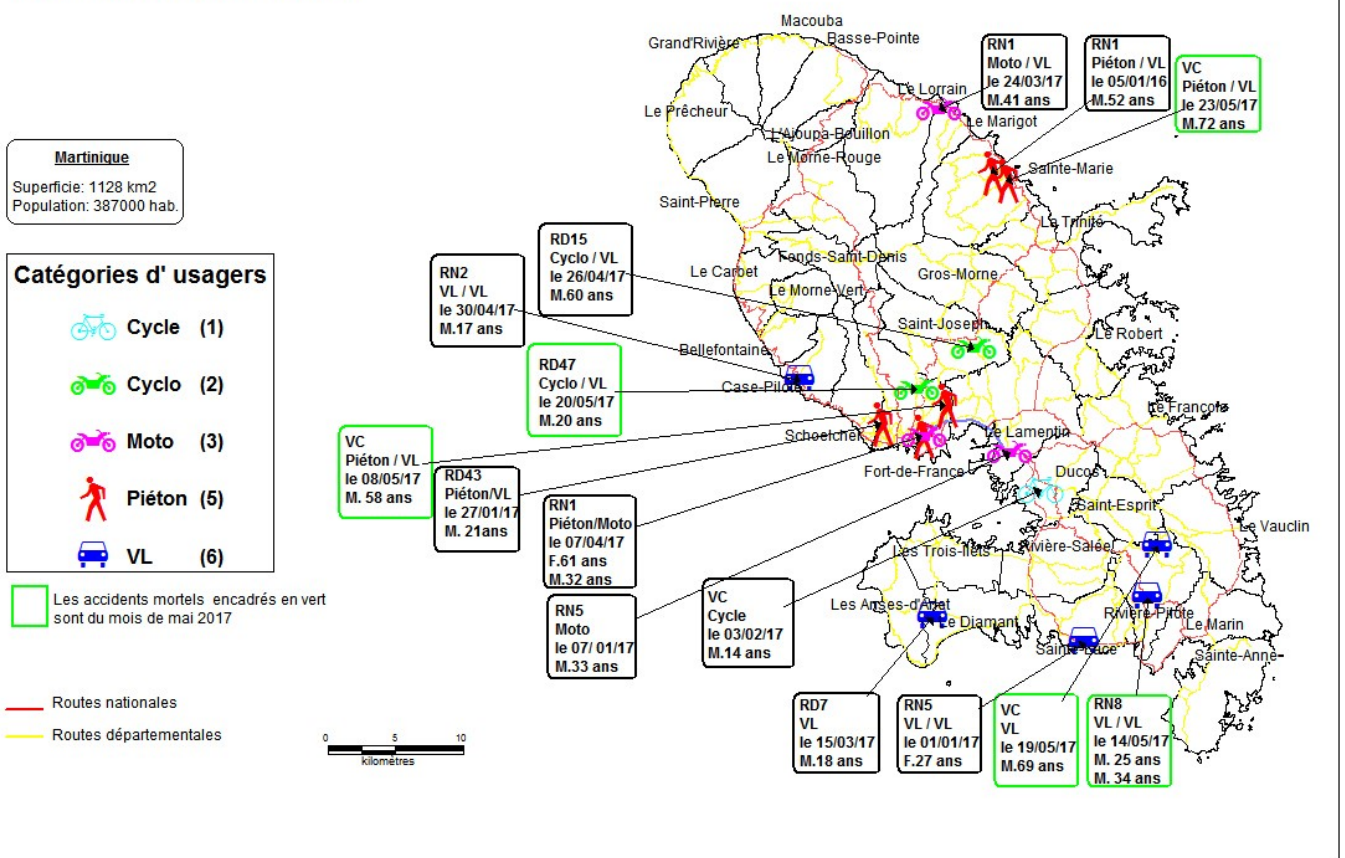 Macouba
Grand'Rivière
Basse-Pointe
Le Prêcheur
Le Lorrain
L'Ajoupa-Bouillon
Le Marigot
Le Morne-Rouge
Sainte-Marie
Saint-Pierre
La Trinité
Fonds-Saint-Denis
Le Carbet
Gros-Morne
Le Morne-Vert
Saint-Joseph
Le Robert
Bellefontaine
Case-Pilote
Le François
Schoelcher
Le Lamentin
Fort-de-France
Ducos
Saint-Esprit
Le Vauclin
Les Trois-Ilets
Rivière-Salée
Les Anses-d'Arlet
Rivière-Pilote
Le Diamant
Le Marin
Sainte-Luce
Sainte-Anne
RN1
Moto / VL
le 24/03/17
M.41 ans
RN1
Piéton / VL
le 05/01/16
M.52 ans
VC
Piéton / VL
le 23/05/17
M.72 ans
Martinique
Superficie: 1128 km2
Population: 387000 hab.
RD15
Cyclo / VL
le 26/04/17
M.60 ans
RN2
VL / VL
le 30/04/17
M.17 ans
RD47
Cyclo / VL
le 20/05/17
M.20 ans
VC
Piéton / VL
le 08/05/17
M. 58 ans
RD43
Piéton/VL
le 27/01/17
M. 21ans
RN1
Piéton/Moto
le 07/04/17
F.61 ans
M.32 ans
RN5
Moto
le 07/ 01/17
M.33 ans
VC
Cycle
le 03/02/17
M.14 ans
RD7
VL
le 15/03/17
M.18 ans
RN5
VL / VL
le 01/01/17
F.27 ans
VC
VL
le 19/05/17
M.69 ans
RN8
VL / VL
le 14/05/17
M. 25 ans
M. 34 ans
Catégories d' usagers
Cycle (1)
Cyclo (2)
Moto (3)
Piéton (5)
VL (6)
Les accidents mortels encadrés en vert
sont du mois de mai 2017
Routes nationales
Routes départementales
0 5 10
kilomètres